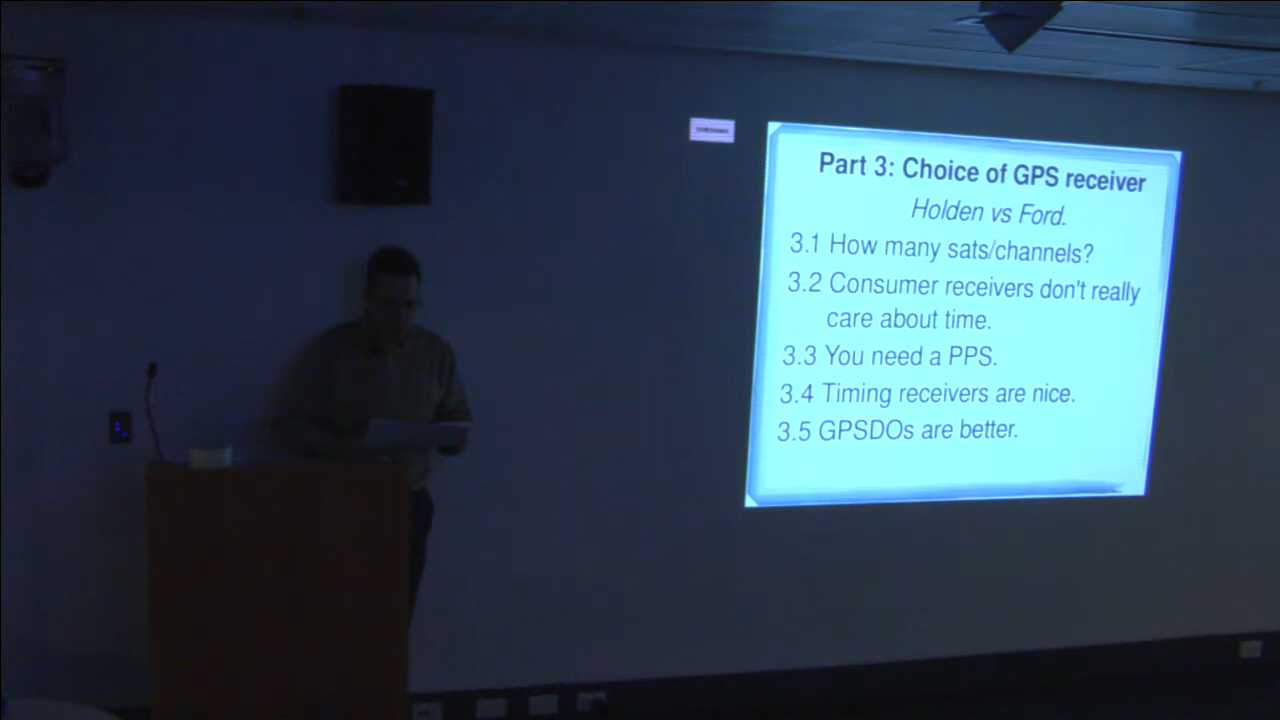 Part 3: Choice of GPS receiver
Holden vs Ford.
3.1 How many sats/channels?
3.2 Consumer receivers don't really
care about time.
3.3 You need a PPS.
3.4 Timing receivers are nice.
3.5 GPSDOs are better.